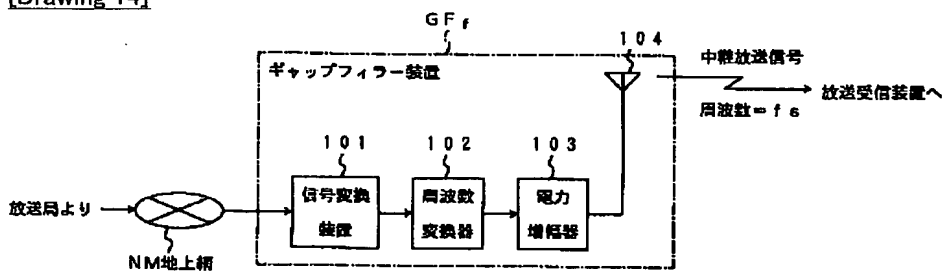 [Drawing 14]
GFf
104
ギャップフィラー装置
中継放送信号
放送受信装置へ
周波数=f6
101
102
103
信号変換
装置
周波数
変換器
電力
増幅器
放送局より
NM地上網